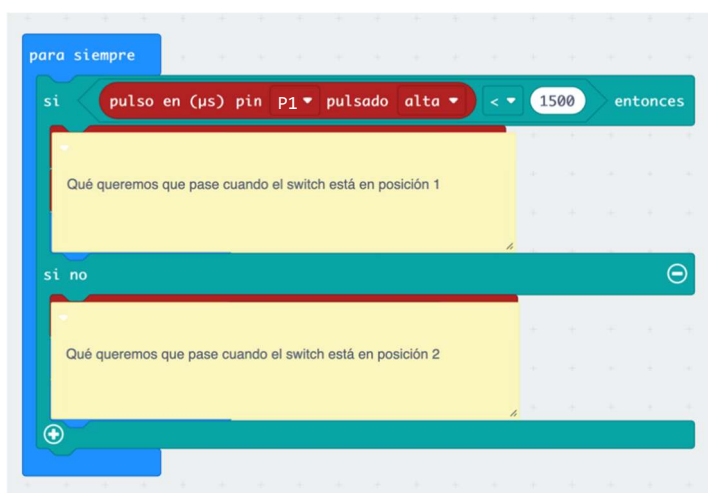 para siempre
si pulso en (µs) pin P1 pulsado alta < 1500 entonces
Qué queremos que pase cuando el switch está en posición 1
si no
Qué queremos que pase cuando el switch está en posición 2